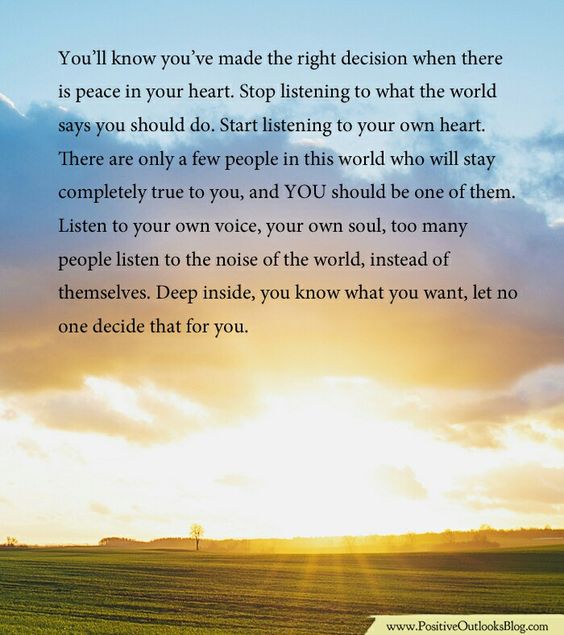 You’ll know you’ve made the right decision when there
is peace in your heart. Stop listening to what the world
says you should do. Start listening to your own heart.
There are only a few people in this world who will stay
completely true to you, and YOU should be one of them.
Listen to your own voice, your own soul, too many
people listen to the noise of the world, instead of
themselves. Deep inside, you know what you want, let no
one decide that for you.
www.PositiveOutlooksBlog.com